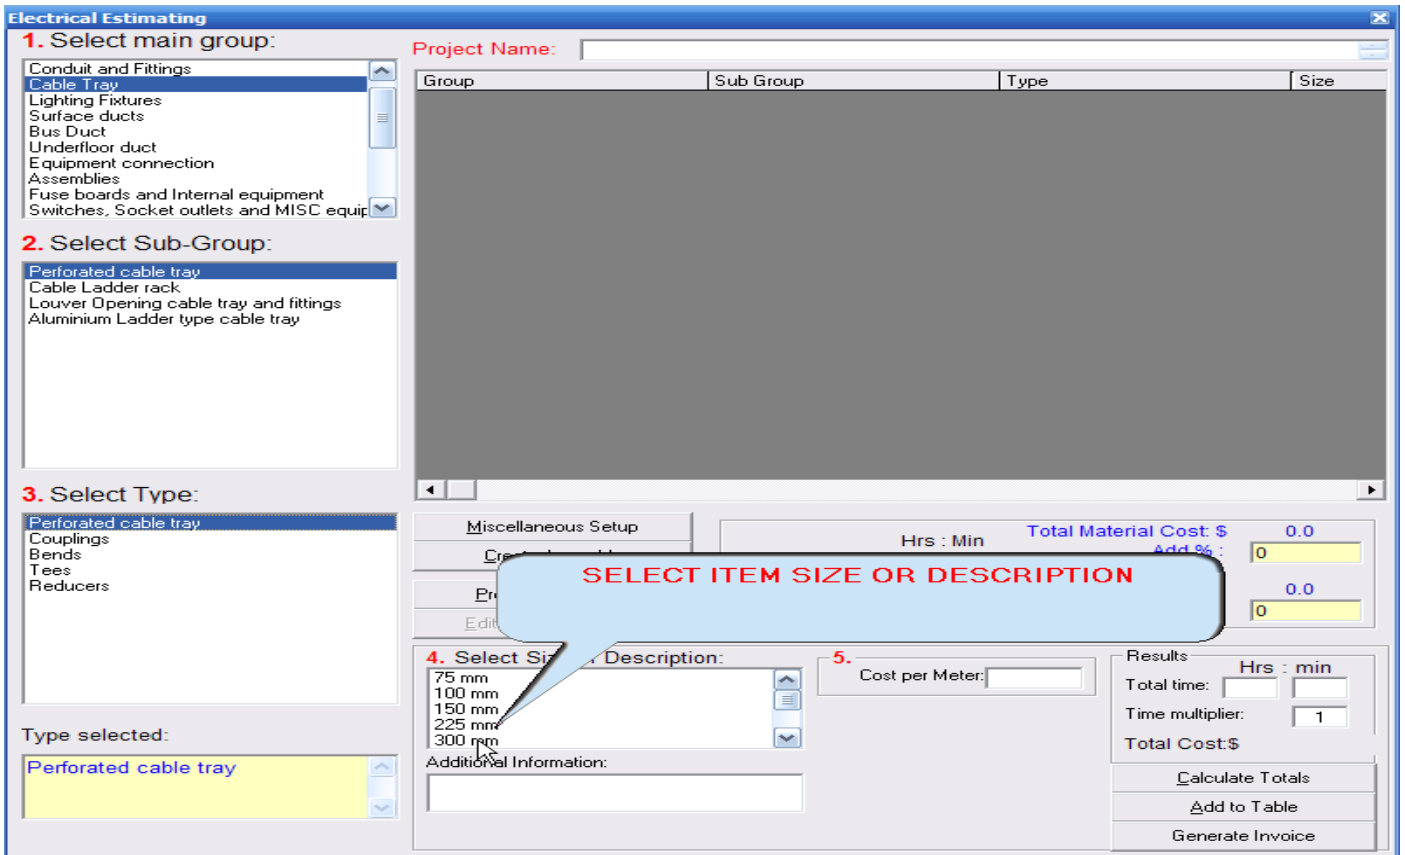 Electrical Estimating
1. Select main group:
Conduit and Fittings
Cable Tray
Lighting Fixtures
Surface ducts
Bus Duct
Underfloor duct
Equipment connection
Assemblies
Fuse boards and Internal equipment
Switches, Socket outlets and MISC equip
2. Select Sub-Group:
Perforated cable tray
Cable Ladder rack
Louver Opening cable tray and fittings
Aluminium Ladder type cable tray
3. Select Type:
Perforated cable tray
Couplings
Bends
Tees
Reducers
Type selected:
Perforated cable tray
Project Name:
Group Sub Group Type Size
Miscellaneous Setup
Hrs : Min
Total Material Cost: $ 0.0
Add % : 0
0.0
0
Edit
SELECT ITEM SIZE OR DESCRIPTION
4. Select Description:
75 mm
100 mm
150 mm
225 mm
300 mm
Additional Information:
5.
Cost per Meter:
Results
Hrs : min
Total time:
Time multiplier: 1
Total Cost:$
Calculate Totals
Add to Table
Generate Invoice